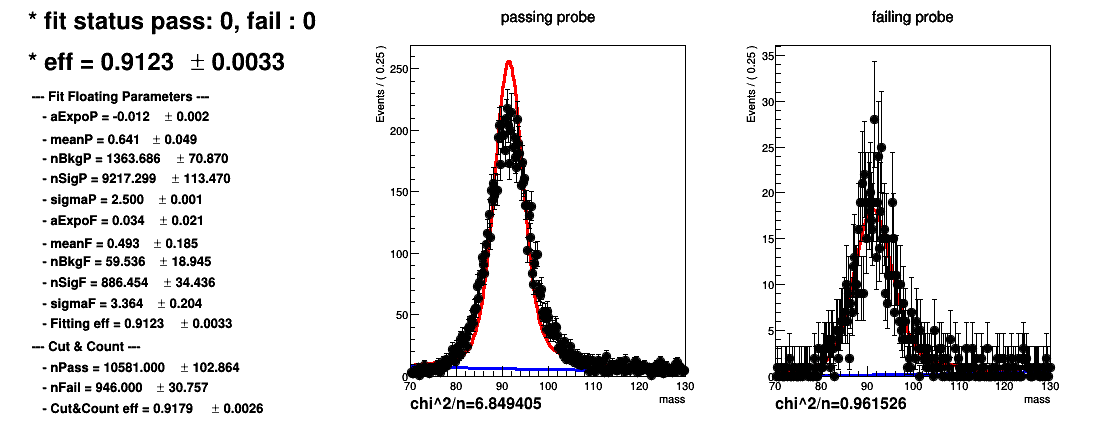 * fit status pass: 0, fail : 0
* eff = 0.9123 ± 0.0033
--- Fit Floating Parameters ---
- aExpoP = -0.012 ± 0.002
- meanP = 0.641 ± 0.049
- nBkgP = 1363.686 ± 70.870
- nSigP = 9217.299 ± 113.470
- sigmaP = 2.500 ± 0.001
- aExpoF = 0.034 ± 0.021
- meanF = 0.493 ± 0.185
- nBkgF = 59.536 ± 18.945
- nSigF = 886.454 ± 34.436
- sigmaF = 3.364 ± 0.204
- Fitting eff = 0.9123 ± 0.0033
--- Cut & Count ---
- nPass = 10581.000 ± 102.864
- nFail = 946.000 ± 30.757
- Cut&Count eff = 0.9179 ± 0.0026
passing probe
Events / ( 0.25 )
250
200
150
100
50
0
70 80 90 100 110 120 130
mass
chi^2/n=6.849405
failing probe
Events / ( 0.25 )
35
30
25
20
15
10
5
0
70 80 90 100 110 120 130
mass
chi^2/n=0.961526